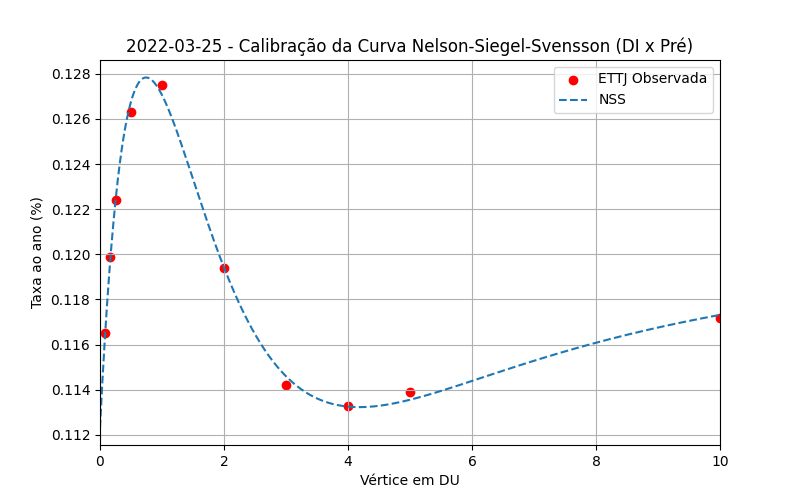 2022-03-25 - Calibração da Curva Nelson-Siegel-Svensson (DI x Pré)
ETTJ Observada
NSS
Taxa ao ano (%)
0.128
0.126
0.124
0.122
0.120
0.118
0.116
0.114
0.112
0 2 4 6 8 10
Vértice em DU